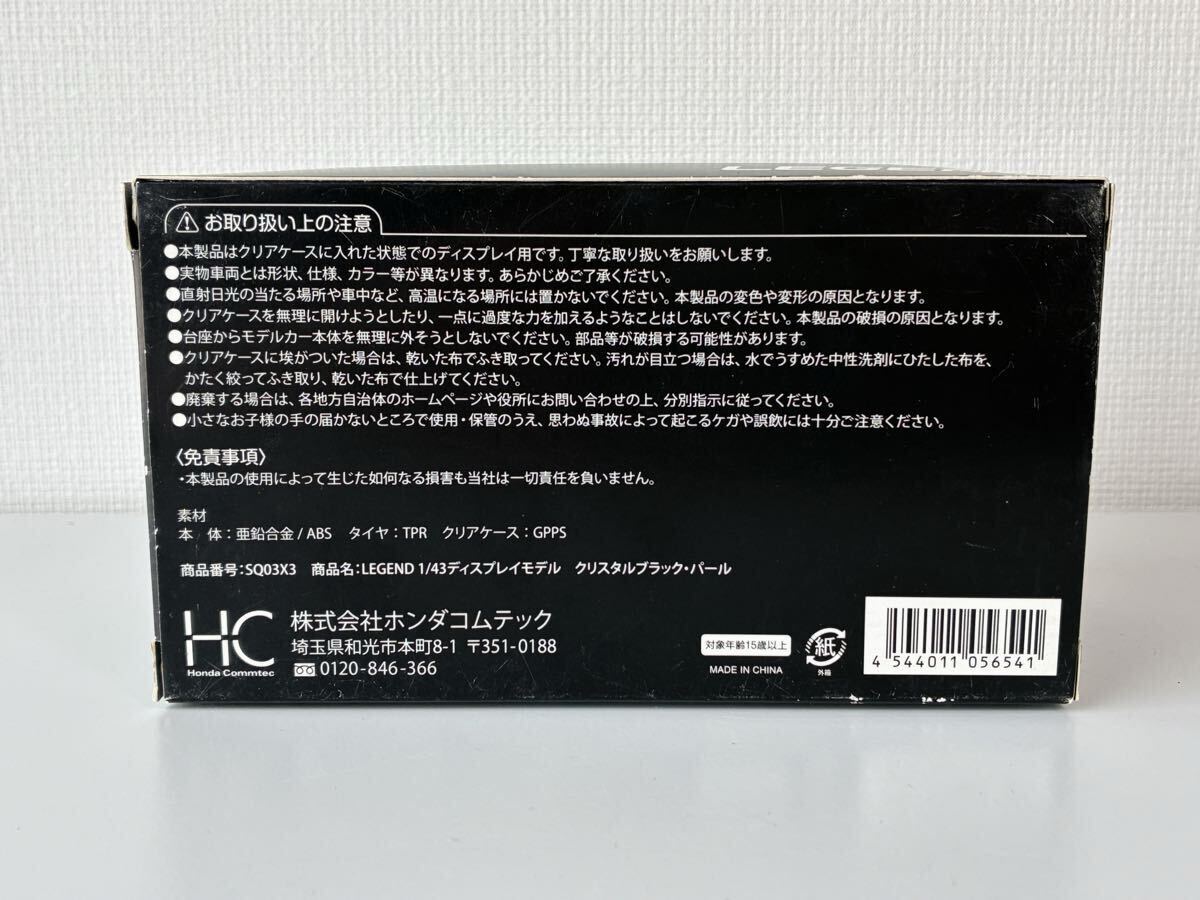 お取り扱い上の注意
●本製品はクリアケースに入れた状態でのディスプレイ用です。丁寧な取り扱いをお願いします。
●実物車両とは形状、仕様、カラー等が異なります。あらかじめご了承ください。
●直射日光の当たる場所や車中など、高温になる場所には置かないでください。本製品の変色や変形の原因となります。
●クリアケースを無理に開けようとしたり、一点に過度な力を加えるようなことはしないでください。本製品の破損の原因となります。
●台座からモデルカー本体を無理に外そうとしないでください。部品等が破損する可能性があります。
●クリアケースに埃がついた場合は、乾いた布でふき取ってください。汚れが目立つ場合は、水でうすめた中性洗剤にひたした布を、
かたく絞ってふき取り、乾いた布で仕上げてください。
●廃棄する場合は、各地方自治体のホームページや役所にお問い合わせの上、分別指示に従ってください。
●小さなお子様の手の届かないところで使用・保管のうえ、思わぬ事故によって起こるケガや誤飲には十分ご注意ください。
〈免責事項〉
・本製品の使用によって生じた如何なる損害も当社は一切責任を負いません。
素材
本　体：亜鉛合金/ABS　タイヤ：TPR　クリアケース：GPPS
商品番号：SQ03X3　商品名：LEGEND 1/43ディスプレイモデル　クリスタルブラック・パール
HC
Honda Commtec
株式会社ホンダコムテック
埼玉県和光市本町8-1 〒351-0188
0120-846-366
対象年齢15歳以上
MADE IN CHINA
紙
外箱
4 544011 056541